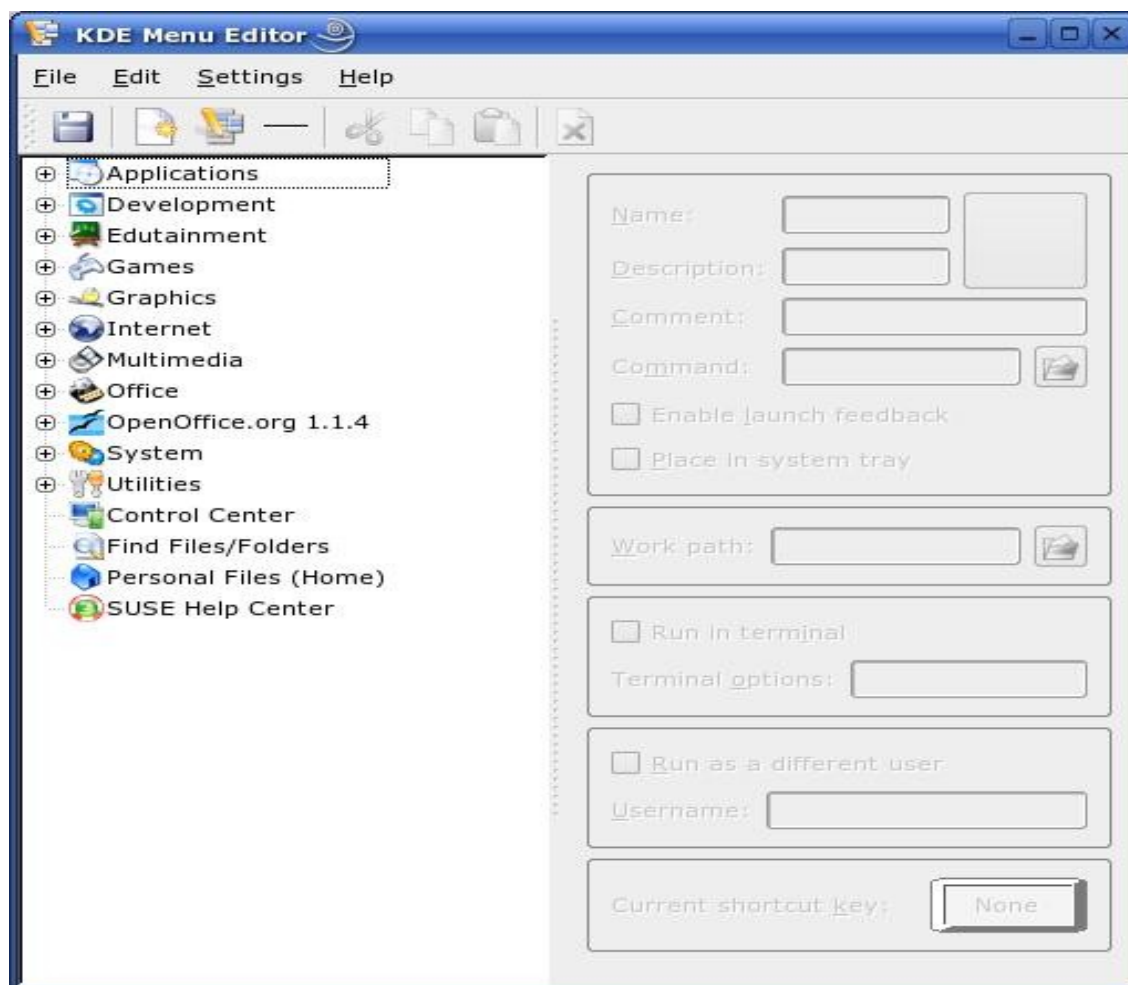 KDE Menu Editor
File Edit Settings Help
Applications
Development
Edutainment
Games
Graphics
Internet
Multimedia
Office
OpenOffice.org 1.1.4
System
Utilities
Control Center
Find Files/Folders
Personal Files (Home)
SUSE Help Center
Name:
Description:
Comment:
Command:
Enable launch feedback
Place in system tray
Work path:
Run in terminal
Terminal options:
Run as a different user
Username:
Current shortcut key: None